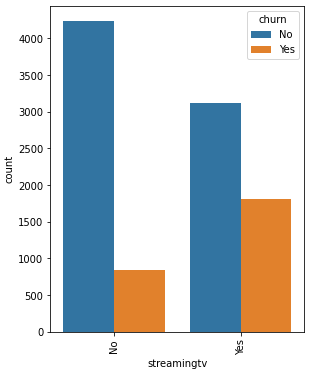 churn
No
Yes
4000
3500
3000
2500
2000
1500
1000
500
0
count
No
Yes
streamingtv